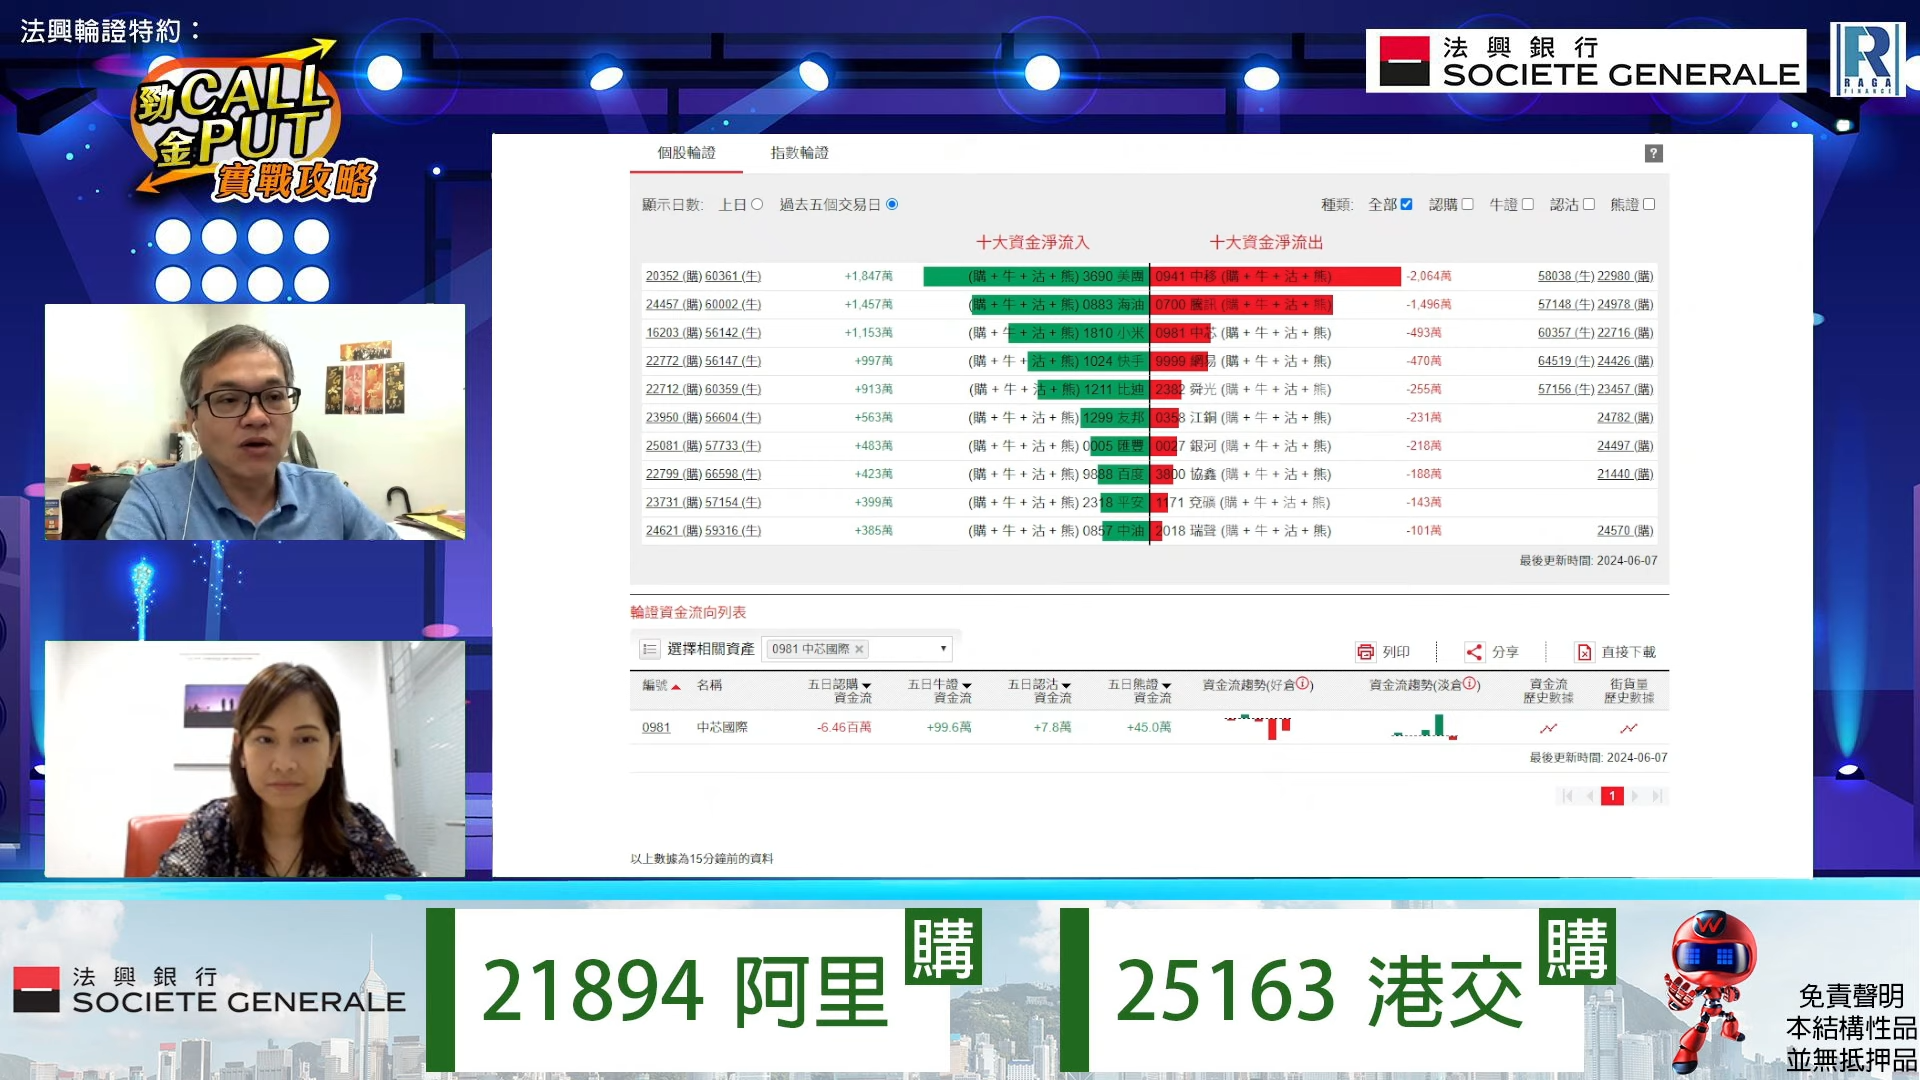 法興輪證特約：
勁CALL
金PUT
實戰攻略
法興銀行
SOCIETE GENERALE
R
RAGA
FINANCE
個股輪證 指數輪證 ?
顯示日數: 上日 過去五個交易日 種類: 全部 認購 牛證 認沽 熊證
十大資金淨流入 十大資金淨流出
20352 (購) 60361 (牛) +1,847萬 (購 + 牛 + 沽 + 熊) 3690 美團 0941 中移 (購 + 牛 + 沽 + 熊) -2,064萬 58038 (牛) 22980 (購)
24457 (購) 60002 (牛) +1,457萬 (購 + 牛 + 沽 + 熊) 0883 海油 0700 騰訊 (購 + 牛 + 沽 + 熊) -1,496萬 57148 (牛) 24978 (購)
16203 (購) 56142 (牛) +1,153萬 (購 + 牛 + 沽 + 熊) 1810 小米 0981 中芯 (購 + 牛 + 沽 + 熊) -493萬 60357 (牛) 22716 (購)
22772 (購) 56147 (牛) +997萬 (購 + 牛 + 沽 + 熊) 1024 快手 9999 網易 (購 + 牛 + 沽 + 熊) -470萬 64519 (牛) 24426 (購)
22712 (購) 60359 (牛) +913萬 (購 + 牛 + 沽 + 熊) 1211 比迪 2382 舜光 (購 + 牛 + 沽 + 熊) -255萬 57156 (牛) 23457 (購)
23950 (購) 56604 (牛) +563萬 (購 + 牛 + 沽 + 熊) 1299 友邦 0358 江銅 (購 + 牛 + 沽 + 熊) -231萬 24782 (購)
25081 (購) 57733 (牛) +483萬 (購 + 牛 + 沽 + 熊) 0005 匯豐 0027 銀河 (購 + 牛 + 沽 + 熊) -218萬 24497 (購)
22799 (購) 66598 (牛) +423萬 (購 + 牛 + 沽 + 熊) 9888 百度 3800 協鑫 (購 + 牛 + 沽 + 熊) -188萬 21440 (購)
23731 (購) 57154 (牛) +399萬 (購 + 牛 + 沽 + 熊) 2318 平安 1171 兗礦 (購 + 牛 + 沽 + 熊) -143萬
24621 (購) 59316 (牛) +385萬 (購 + 牛 + 沽 + 熊) 0857 中油 2018 瑞聲 (購 + 牛 + 沽 + 熊) -101萬 24570 (購)
最後更新時間: 2024-06-07
輪證資金流向列表
選擇相關資產 0981 中芯國際 × 列印 分享 直接下載
編號 名稱 五日認購 五日牛證 五日認沽 五日熊證 資金流趨勢(好倉) 資金流趨勢(淡倉) 資金流 街貨量
資金流 資金流 資金流 資金流 歷史數據 歷史數據
0981 中芯國際 -6.46百萬 +99.6萬 +7.8萬 +45.0萬
最後更新時間: 2024-06-07
1
以上數據為15分鐘前的資料
法興銀行
SOCIETE GENERALE
21894 阿里 購
25163 港交 購
免責聲明
本結構性品
並無抵押品